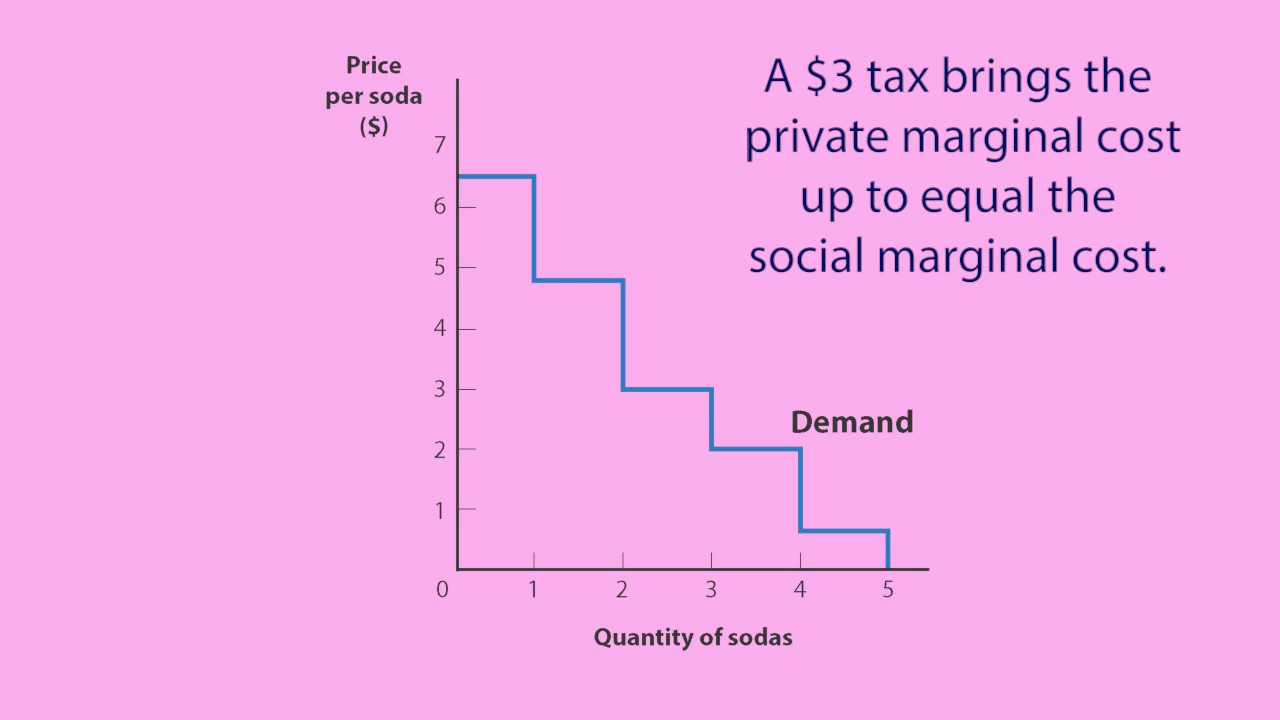 Price
per soda
($)
7
6
5
4
3
2
1
0
1
2
3
4
5
Quantity of sodas
Demand
A $3 tax brings the
private marginal cost
up to equal the
social marginal cost.